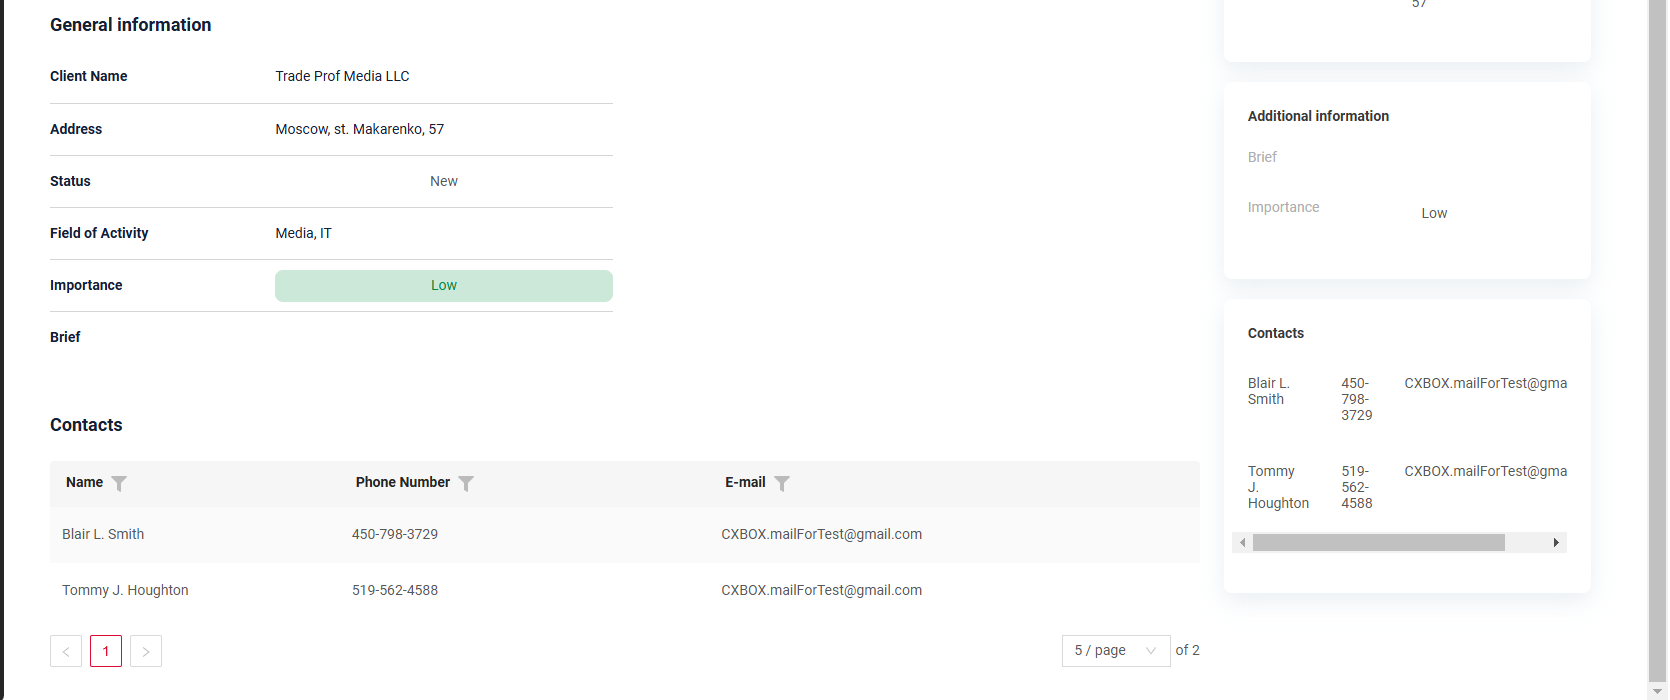 General information
Client Name Trade Prof Media LLC
Address Moscow, st. Makarenko, 57
Status New
Field of Activity Media, IT
Importance Low
Brief
Contacts
Name Phone Number E-mail
Blair L. Smith 450-798-3729 CXBOX.mailForTest@gmail.com
Tommy J. Houghton 519-562-4588 CXBOX.mailForTest@gmail.com
< 1 >
5 / page of 2
57
Additional information
Brief
Importance Low
Contacts
Blair L. 450- CXBOX.mailForTest@gma
Smith 798-
3729
Tommy 519- CXBOX.mailForTest@gma
J. 562-
Houghton 4588